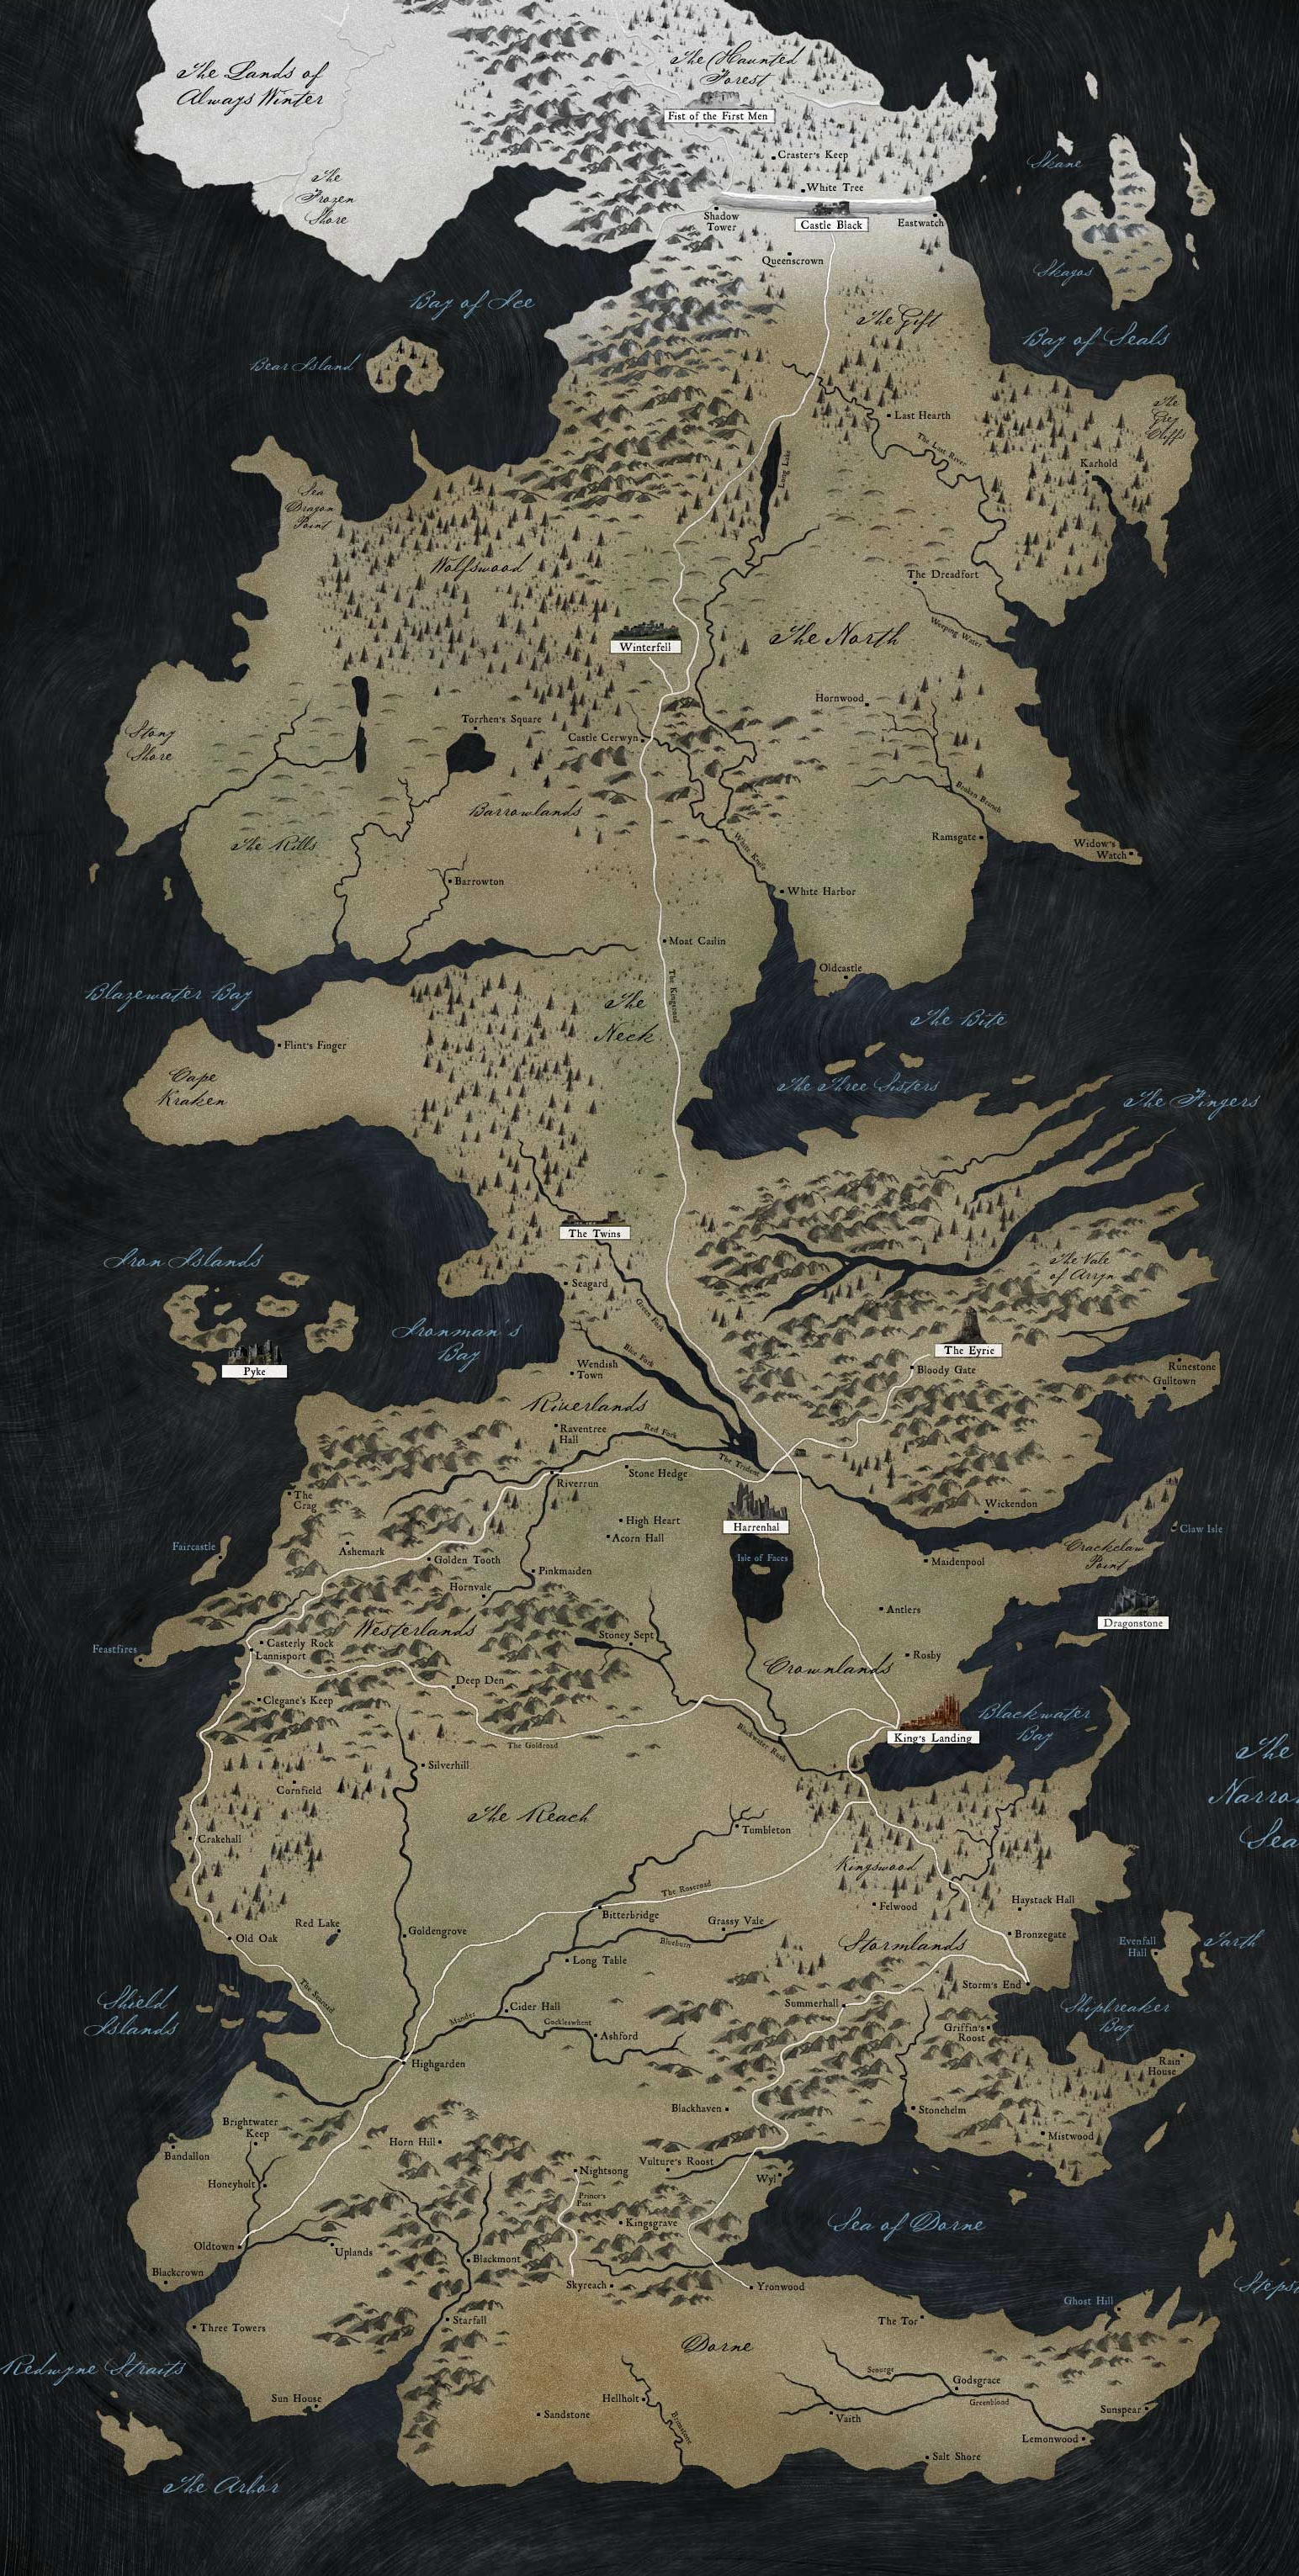 The Lands of
Always Winter
The Haunted
Forest
Fist of the First Men
Craster's Keep
White Tree
The
Frozen
Shore
Shadow
Tower
Castle Black
Eastwatch
Skane
Skagos
Queenscrown
Bay of Ice
The Gift
Bay of Seals
Bear Island
Last Hearth
The
Grey
Cliffs
The Last River
Long Lake
Karhold
Sea
Dragon
Point
Wolfswood
The Dreadfort
Weeping Water
Winterfell
The North
Hornwood
Torrhen's Square
Castle Cerwyn
Stony
Shore
Barrowlands
Broken Branch
The Rills
White Knife
Ramsgate
Widow's
Watch
Barrowton
White Harbor
Moat Cailin
Oldcastle
The Kingsroad
Blazewater Bay
The
Neck
The Bite
Flint's Finger
Cape
Kraken
The Three Sisters
The Fingers
The Twins
Iron Islands
The Vale
of Arryn
Seagard
Green Fork
Ironman's
Bay
Blue Fork
The Eyrie
Pyke
Wendish
Town
Bloody Gate
Runestone
Gulltown
Riverlands
Raventree
Hall
Red Fork
The Trident
Stone Hedge
Riverrun
The
Crag
Wickendon
High Heart
Harrenhal
Claw Isle
Acorn Hall
Faircastle
Ashemark
Golden Tooth
Isle of Faces
Maidenpool
Crackclaw
Point
Pinkmaiden
Hornvale
Antlers
Dragonstone
Westerlands
Stoney Sept
Feastfires
Casterly Rock
Lannisport
Rosby
Crownlands
Deep Den
Clegane's Keep
Blackwater
Bay
King's Landing
The Goldroad
Blackwater Rush
The
Narro
Sea
Silverhill
Cornfield
The Reach
Tumbleton
Crakehall
Kingswood
The Roseroad
Felwood
Haystack Hall
Red Lake
Bitterbridge
Grassy Vale
Goldengrove
Old Oak
Blueburn
Stormlands
Bronzegate
Evenfall
Hall
Tarth
Long Table
Storm's End
The Searoad
Shield
Islands
Cider Hall
Summerhall
Shipbreaker
Bay
Mander
Cockleswhent
Griffin's
Roost
Ashford
Highgarden
Rain
House
Blackhaven
Stonehelm
Brightwater
Keep
Horn Hill
Mistwood
Bandallon
Vulture's Roost
Nightsong
Wyl
Honeyholt
Prince's
Pass
Kingsgrave
Sea of Dorne
Oldtown
Uplands
Blackmont
Blackcrown
Skyreach
Yronwood
Stepst
Ghost Hill
Starfall
The Tor
Three Towers
Dorne
Redwyne Straits
Scourge
Godsgrace
Sun House
Hellholt
Greenblood
Sandstone
Brimstone
Vaith
Sunspear
Lemonwood
Salt Shore
The Arbor